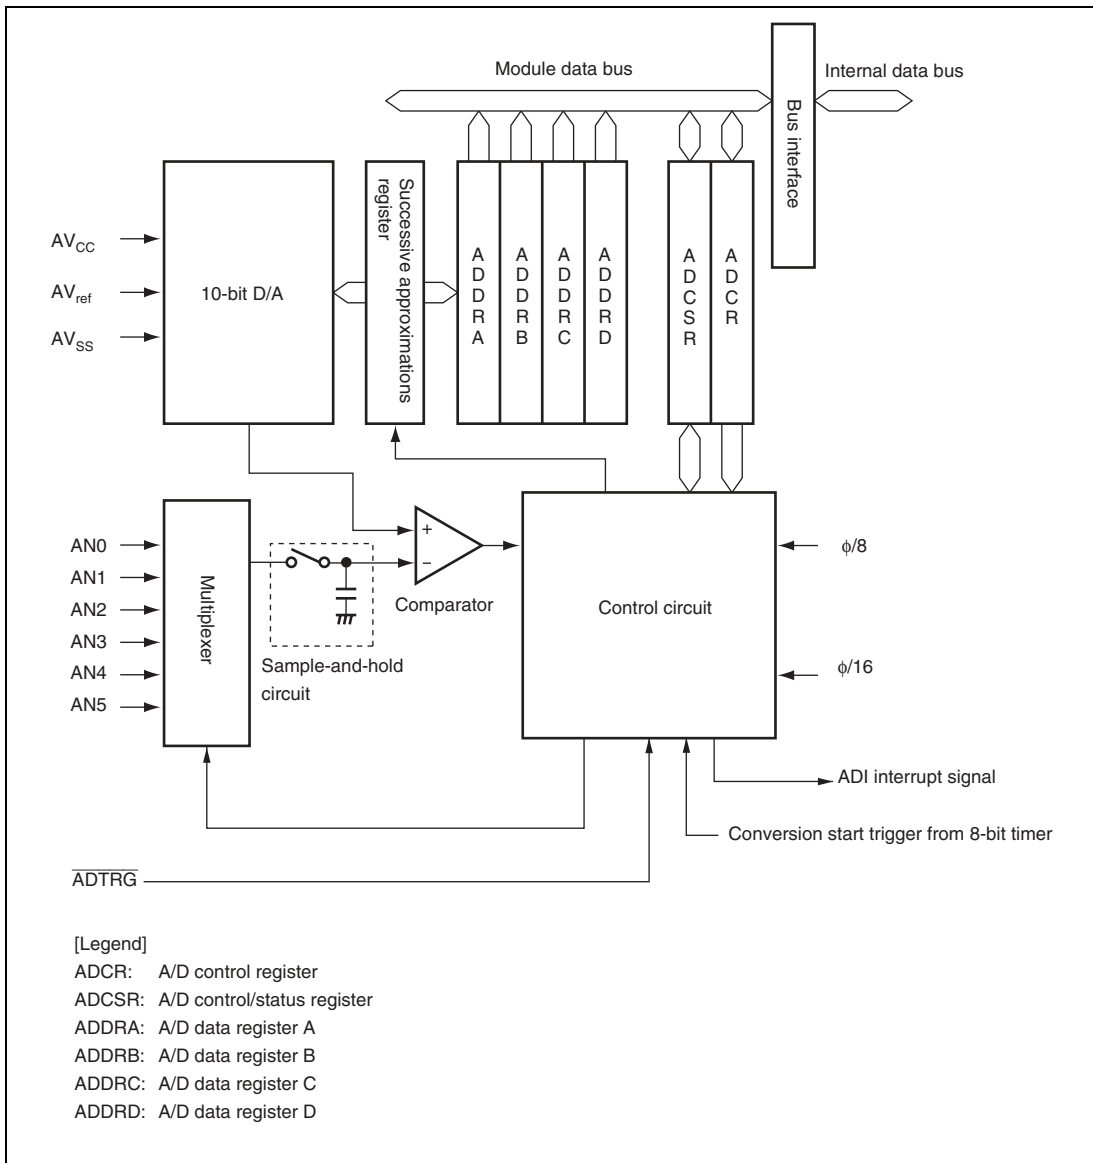 Module data bus
Internal data bus
Bus interface
AVCC
AVref
AVSS
10-bit D/A
Successive approximations
register
ADDRA
ADDRB
ADDRC
ADDRD
ADCSR
ADCR
AN0
AN1
AN2
AN3
AN4
AN5
Multiplexer
+
−
Comparator
Sample-and-hold
circuit
Control circuit
ϕ/8
ϕ/16
ADI interrupt signal
Conversion start trigger from 8-bit timer
ADTRG
[Legend]
ADCR: A/D control register
ADCSR: A/D control/status register
ADDRA: A/D data register A
ADDRB: A/D data register B
ADDRC: A/D data register C
ADDRD: A/D data register D